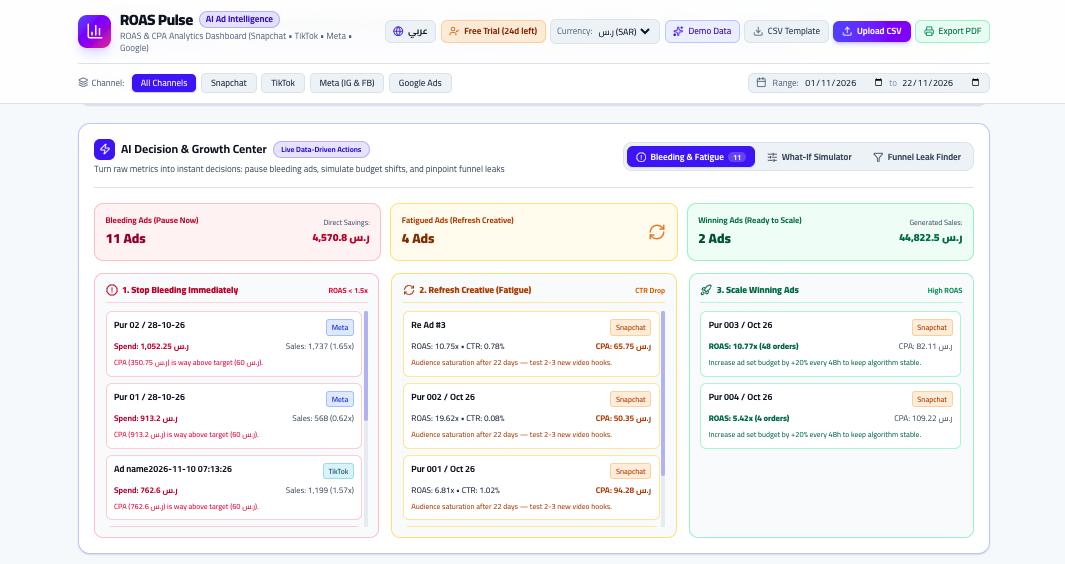 ROAS Pulse AI Ad Intelligence
ROAS & CPA Analytics Dashboard (Snapchat • TikTok • Meta •
Google)
عربي
Free Trial (24d left)
Currency: ر.س (SAR)
Demo Data
CSV Template
Upload CSV
Export PDF
Channel: All Channels Snapchat TikTok Meta (IG & FB) Google Ads
Range: 01/11/2026 to 22/11/2026
AI Decision & Growth Center Live Data-Driven Actions
Turn raw metrics into instant decisions: pause bleeding ads, simulate budget shifts, and pinpoint funnel leaks
Bleeding & Fatigue 11
What-If Simulator
Funnel Leak Finder
Bleeding Ads (Pause Now)
11 Ads
Direct Savings:
4,570.8 ر.س
Fatigued Ads (Refresh Creative)
4 Ads
Winning Ads (Ready to Scale)
2 Ads
Generated Sales:
44,822.5 ر.س
1. Stop Bleeding Immediately ROAS < 1.5x
Pur 02 / 28-10-26 Meta
Spend: 1,052.25 ر.س Sales: 1,737 (1.65x)
CPA (350.75 ر.س) is way above target (60 ر.س).
Pur 01 / 28-10-26 Meta
Spend: 913.2 ر.س Sales: 568 (0.62x)
CPA (913.2 ر.س) is way above target (60 ر.س).
Ad name2026-11-10 07:13:26 TikTok
Spend: 762.6 ر.س Sales: 1,199 (1.57x)
CPA (762.6 ر.س) is way above target (60 ر.س).
2. Refresh Creative (Fatigue) CTR Drop
Re Ad #3 Snapchat
ROAS: 10.75x • CTR: 0.78% CPA: 65.75 ر.س
Audience saturation after 22 days — test 2-3 new video hooks.
Pur 002 / Oct 26 Snapchat
ROAS: 19.62x • CTR: 0.08% CPA: 50.35 ر.س
Audience saturation after 22 days — test 2-3 new video hooks.
Pur 001 / Oct 26 Snapchat
ROAS: 6.81x • CTR: 1.02% CPA: 94.28 ر.س
Audience saturation after 22 days — test 2-3 new video hooks.
3. Scale Winning Ads High ROAS
Pur 003 / Oct 26 Snapchat
ROAS: 10.77x (48 orders) CPA: 82.11 ر.س
Increase ad set budget by +20% every 48h to keep algorithm stable.
Pur 004 / Oct 26 Snapchat
ROAS: 5.42x (4 orders) CPA: 109.22 ر.س
Increase ad set budget by +20% every 48h to keep algorithm stable.